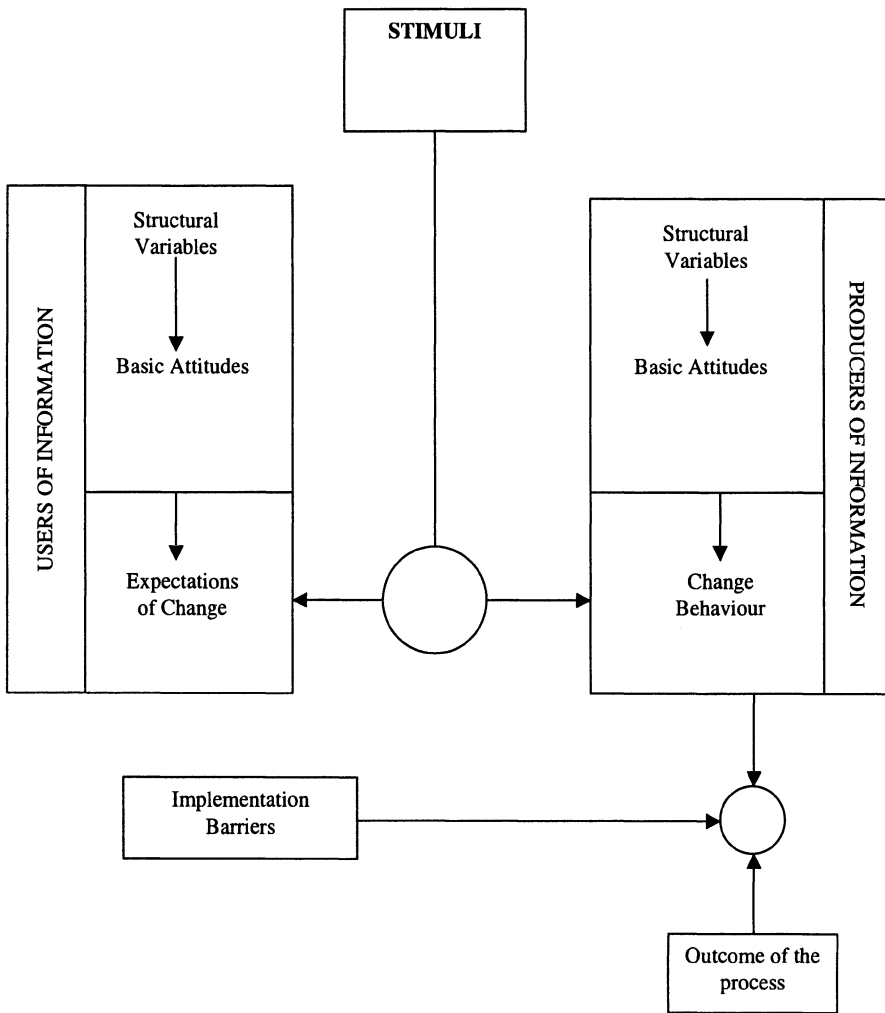 STIMULI
USERS OF INFORMATION
Structural
Variables
Basic Attitudes
Expectations
of Change
Structural
Variables
Basic Attitudes
Change
Behaviour
PRODUCERS OF INFORMATION
Implementation
Barriers
Outcome of the
process